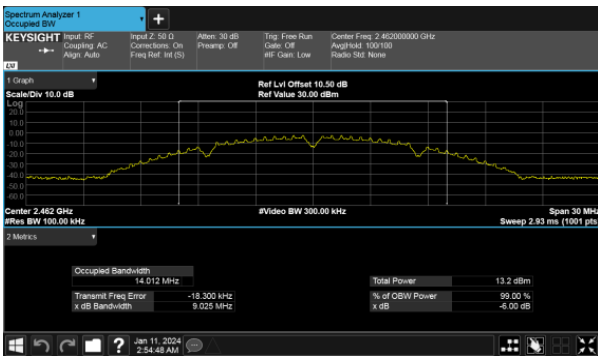 Spectrum Analyzer 1
Occupied BW
+
KEYSIGHT Input: RF Input Z: 50 Ω Atten: 30 dB Trig: Free Run Center Freq: 2.462000000 GHz
Coupling: AC Corrections: On Preamp: Off Gate: Off Avg|Hold: 100/100
Align: Auto Freq Ref: Int (S) #IF Gain: Low Radio Std: None
LXI
1 Graph
Scale/Div 10.0 dB Ref Lvl Offset 10.50 dB
Ref Value 30.00 dBm
Log
20.0
10.0
0.00
-10.0
-20.0
-30.0
-40.0
-50.0
-60.0
Center 2.462 GHz #Video BW 300.00 kHz Span 30 MHz
#Res BW 100.00 kHz Sweep 2.93 ms (1001 pts)
2 Metrics
Occupied Bandwidth
14.012 MHz Total Power 13.2 dBm
Transmit Freq Error -18.300 kHz % of OBW Power 99.00 %
x dB Bandwidth 9.025 MHz x dB -6.00 dB
? Jan 11, 2024
2:54:48 AM